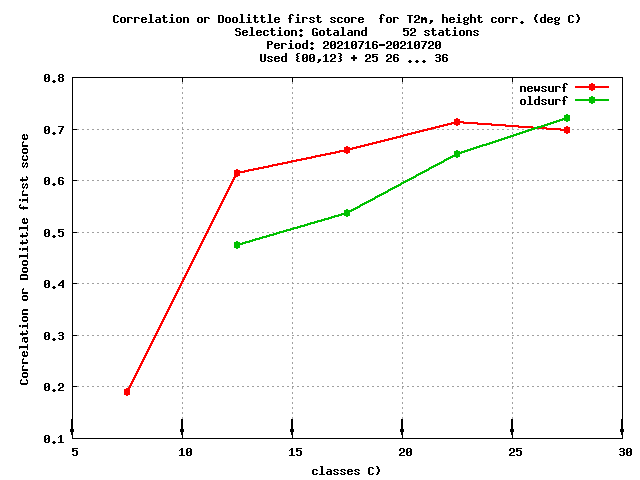 Correlation or Doolittle first score  for T2m, height corr. (deg C)
Selection: Gotaland     52 stations
Period: 20210716-20210720
Used {00,12} + 25 26 ... 36
newsurf
oldsurf
0.8
0.7
0.6
0.5
0.4
0.3
0.2
0.1
Correlation or Doolittle first score
5 10 15 20 25 30
classes C)